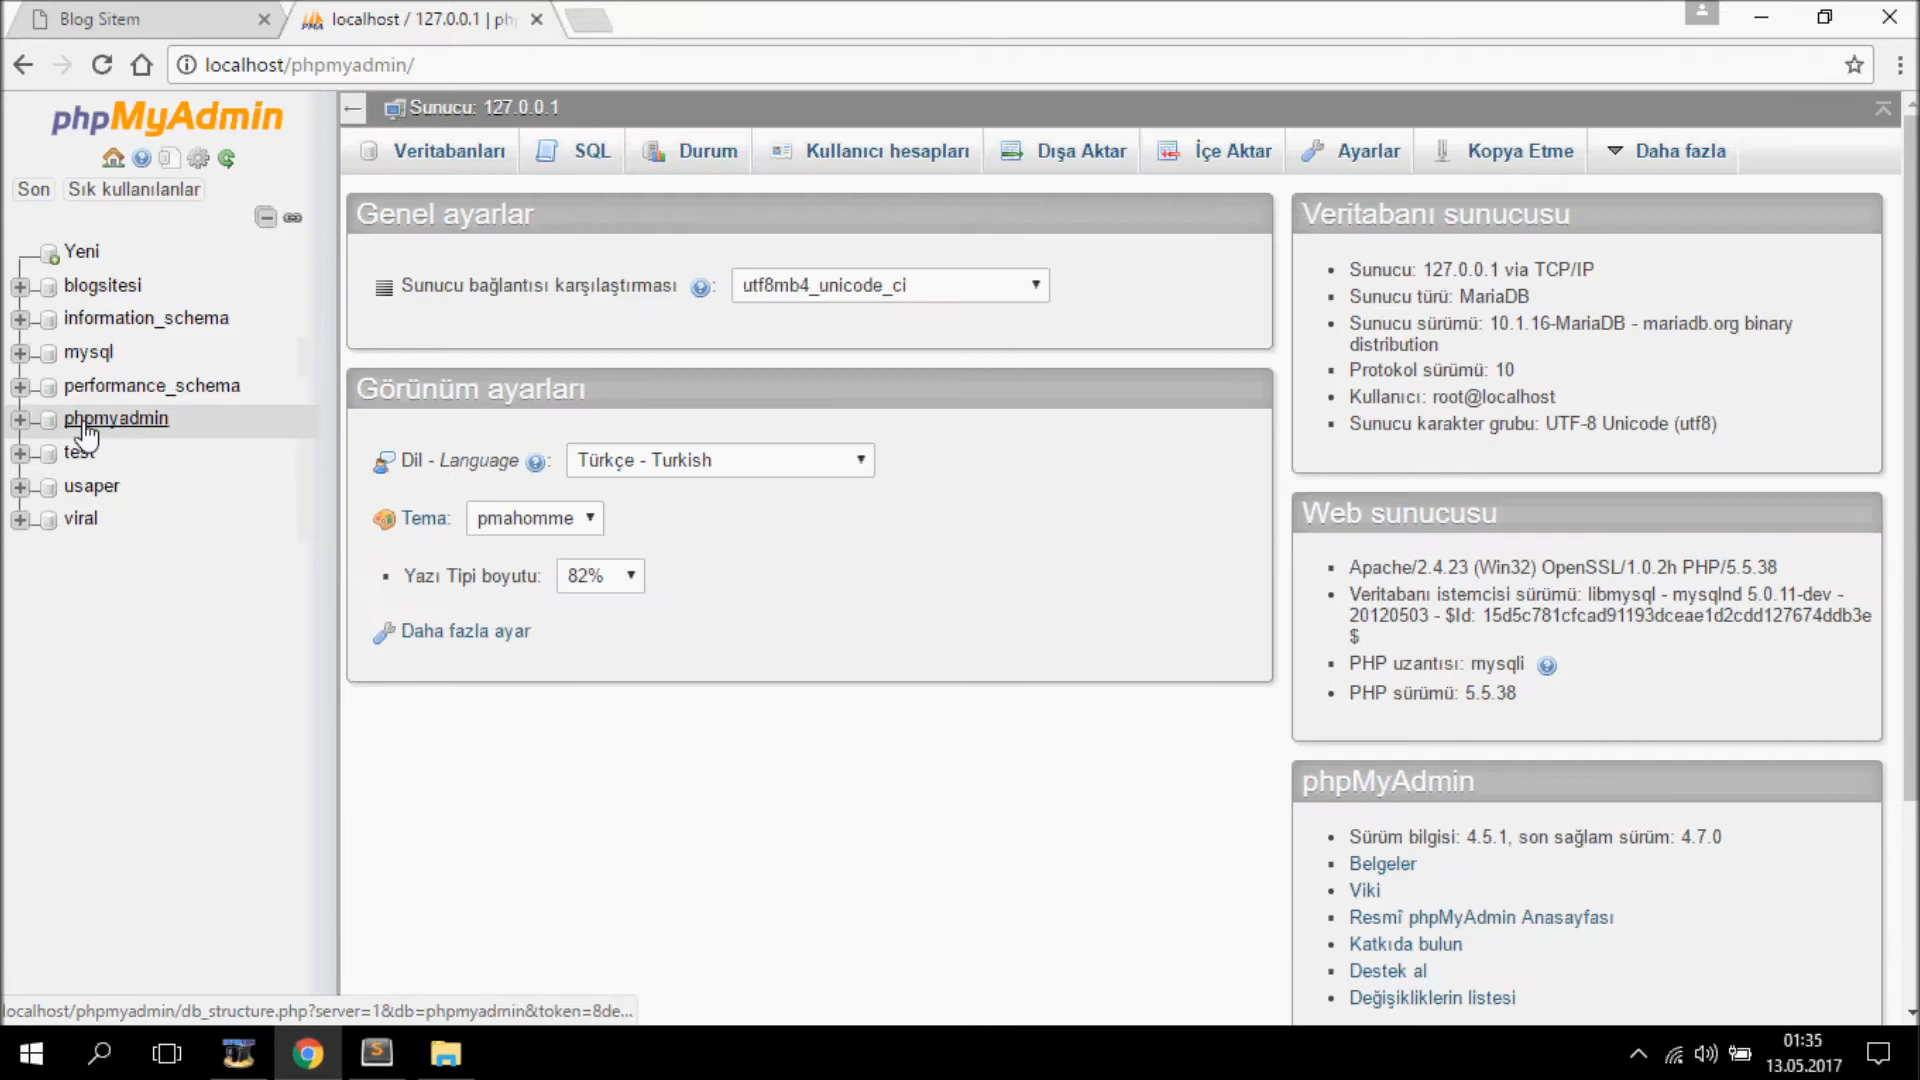 Blog Sitem
localhost / 127.0.0.1 | ph
localhost/phpmyadmin/
phpMyAdmin
Son Sık kullanılanlar
Yeni
blogsitesi
information_schema
mysql
performance_schema
phpmyadmin
test
usaper
viral
Sunucu: 127.0.0.1
Veritabanları SQL Durum Kullanıcı hesapları Dışa Aktar İçe Aktar Ayarlar Kopya Etme Daha fazla
Genel ayarlar
Sunucu bağlantısı karşılaştırması : utf8mb4_unicode_ci
Görünüm ayarları
Dil - Language : Türkçe - Turkish
Tema: pmahomme
Yazı Tipi boyutu: 82%
Daha fazla ayar
Veritabanı sunucusu
Sunucu: 127.0.0.1 via TCP/IP
Sunucu türü: MariaDB
Sunucu sürümü: 10.1.16-MariaDB - mariadb.org binary
distribution
Protokol sürümü: 10
Kullanıcı: root@localhost
Sunucu karakter grubu: UTF-8 Unicode (utf8)
Web sunucusu
Apache/2.4.23 (Win32) OpenSSL/1.0.2h PHP/5.5.38
Veritabanı istemcisi sürümü: libmysql - mysqlnd 5.0.11-dev -
20120503 - $Id: 15d5c781cfcad91193dceae1d2cdd127674ddb3e
$
PHP uzantısı: mysqli
PHP sürümü: 5.5.38
phpMyAdmin
Sürüm bilgisi: 4.5.1, son sağlam sürüm: 4.7.0
Belgeler
Viki
Resmî phpMyAdmin Anasayfası
Katkıda bulun
Destek al
Değişikliklerin listesi
localhost/phpmyadmin/db_structure.php?server=1&db=phpmyadmin&token=8de...
01:35
13.05.2017